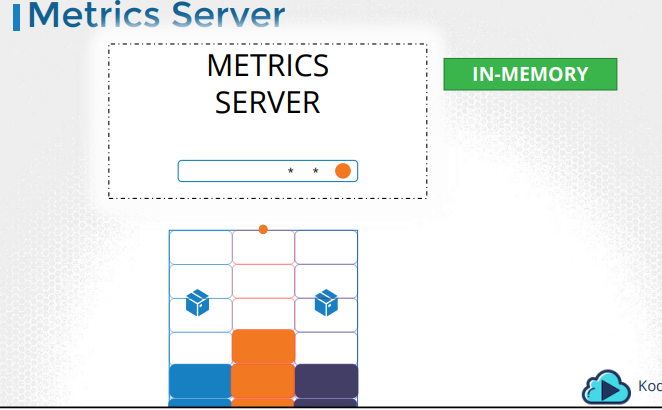 Metrics Server
METRICS
SERVER
IN-MEMORY
* *